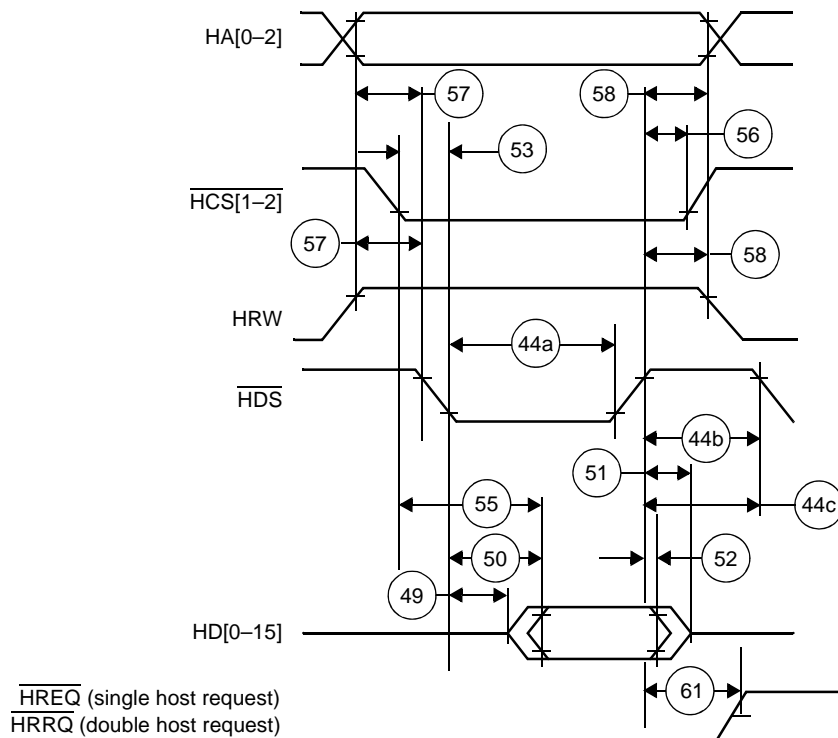 HA[0–2]
57
58
56
53
HCS[1–2]
57
58
HRW
44a
HDS
44b
51
55
44c
50
52
49
HD[0–15]
61
HREQ (single host request)
HRRQ (double host request)